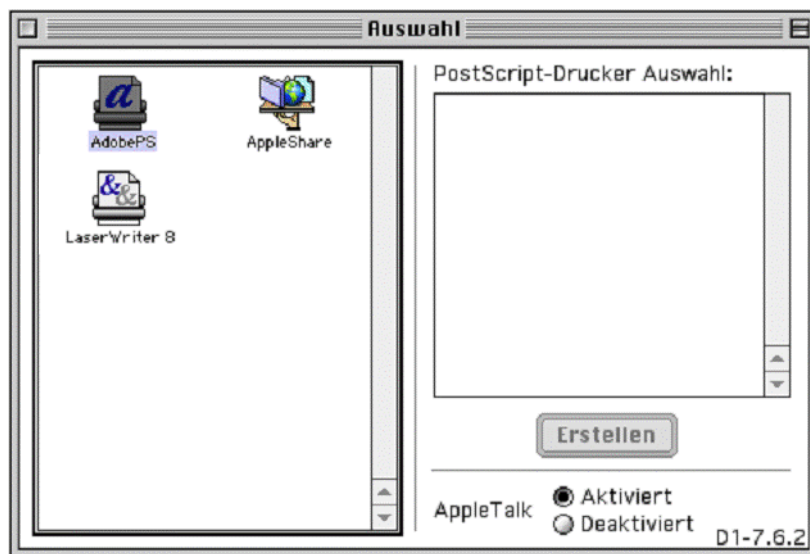 Auswahl
AdobePS
AppleShare
LaserWriter 8
PostScript-Drucker Auswahl:
Erstellen
AppleTalk
Aktiviert
Deaktiviert
D1-7.6.2